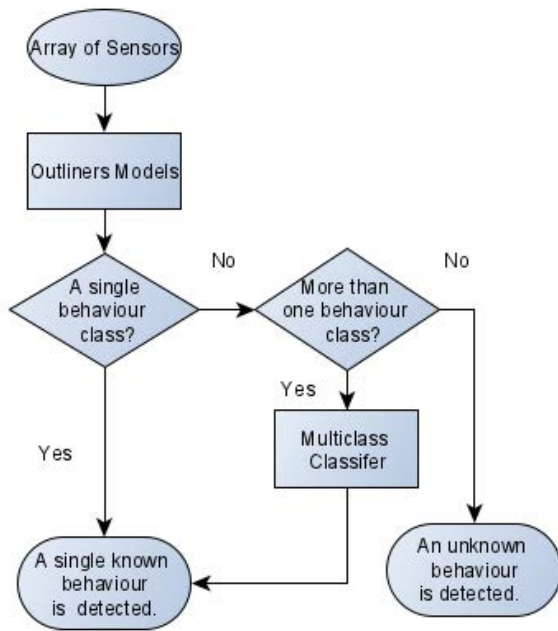 Array of Sensors
Outliners Models
A single
behaviour
class?
No
More than
one behaviour
class?
No
Yes
Yes
Multiclass
Classifer
A single known
behaviour
is detected.
An unknown
behaviour
is detected.